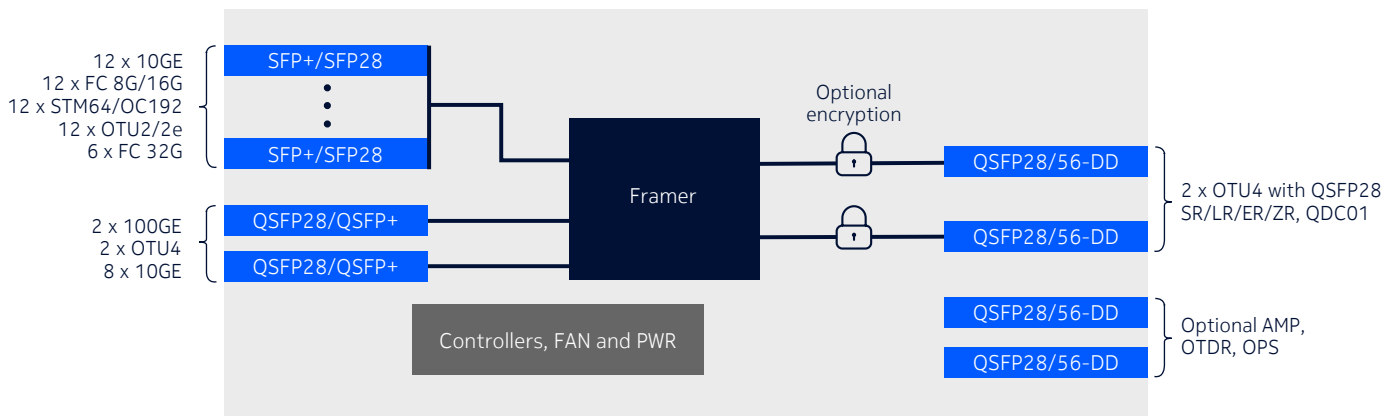 12 x 10GE
12 x FC 8G/16G
12 x STM64/OC192
12 x OTU2/2e
6 x FC 32G
SFP+/SFP28
SFP+/SFP28
2 x 100GE
2 x OTU4
8 x 10GE
QSFP28/QSFP+
QSFP28/QSFP+
Framer
Controllers, FAN and PWR
Optional
encryption
QSFP28/56-DD
QSFP28/56-DD
2 x OTU4 with QSFP28
SR/LR/ER/ZR, QDC01
QSFP28/56-DD
QSFP28/56-DD
Optional AMP,
OTDR, OPS